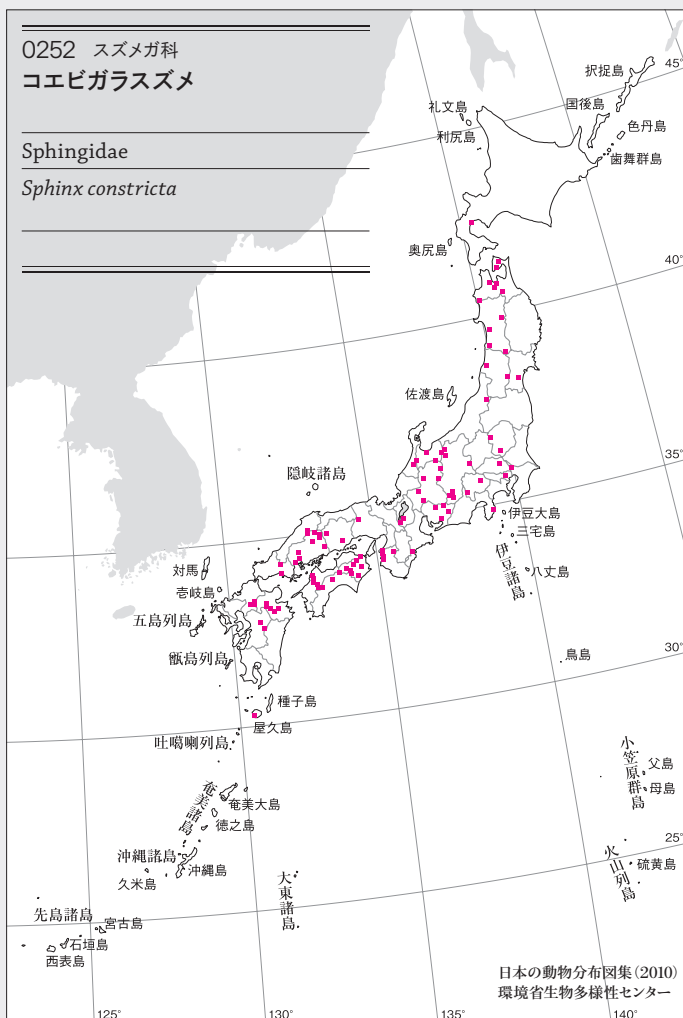 0252 スズメガ科
コエビガラスズメ
Sphingidae
Sphinx constricta
45°
択捉島
国後島
礼文島
色丹島
利尻島
歯舞群島
奥尻島
40°
佐渡島
35°
隠岐諸島
伊豆大島
三宅島
伊豆諸島
八丈島
対馬
壱岐島
五島列島
甑島列島
鳥島
30°
種子島
屋久島
吐噶喇列島
小笠原群島
父島
母島
奄美諸島
奄美大島
徳之島
25°
沖縄諸島
沖縄島
久米島
火山列島
硫黄島
大東諸島
先島諸島
宮古島
石垣島
西表島
日本の動物分布図集(2010)
環境省生物多様性センター
125°
130°
135°
140°